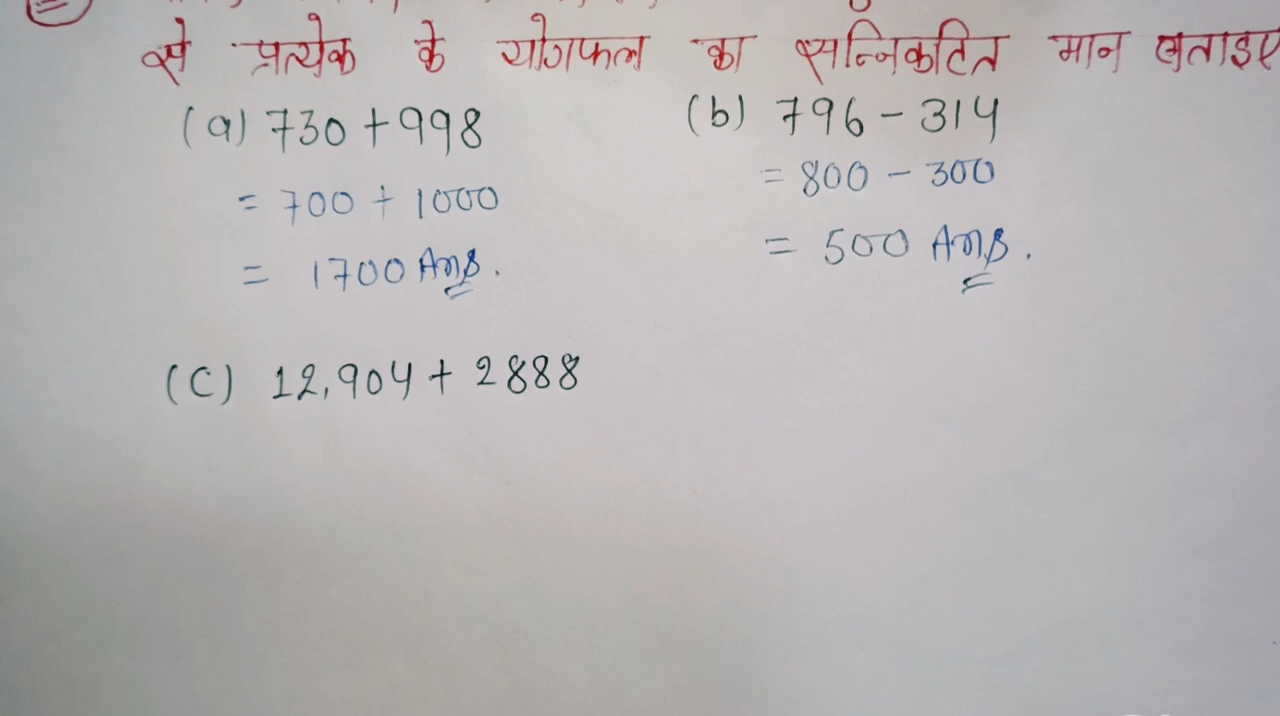 से प्रत्येक के योगफल का सन्निकटित मान बताइए
(a) 730 + 998
= 700 + 1000
= 1700 Ans.
(b) 796 - 314
= 800 - 300
= 500 Ans.
(C) 12,904 + 2888